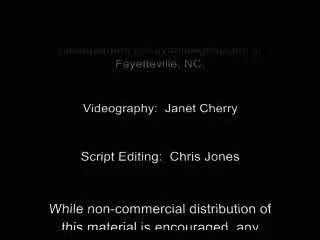 Fayetteville, NC.
Videography:  Janet Cherry
Script Editing:  Chris Jones
While non-commercial distribution of
this material is encouraged, any